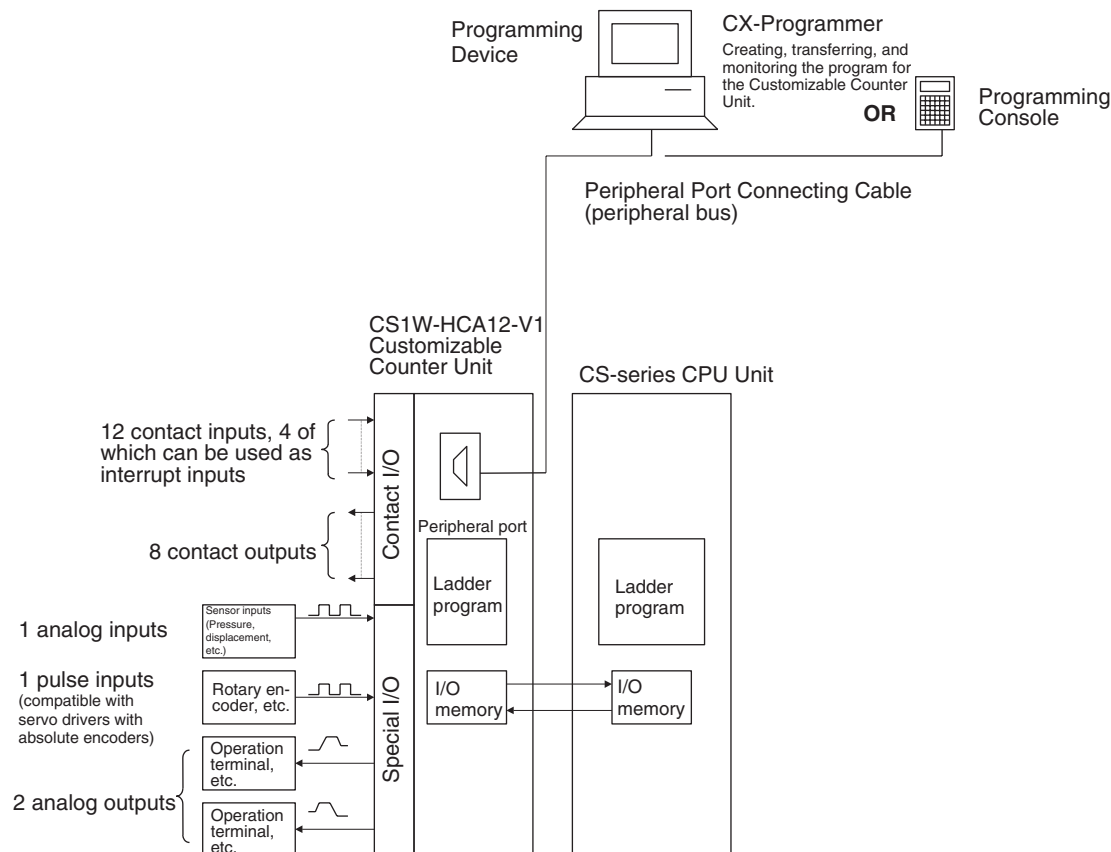 Programming
Device
CX-Programmer
Creating, transferring, and
monitoring the program for
the Customizable Counter
Unit.
OR
Programming
Console
Peripheral Port Connecting Cable
(peripheral bus)
CS1W-HCA12-V1
Customizable
Counter Unit
CS-series CPU Unit
12 contact inputs, 4 of
which can be used as
interrupt inputs
8 contact outputs
Contact I/O
Peripheral port
Ladder
program
Ladder
program
1 analog inputs
Sensor inputs
(Pressure,
displacement,
etc.)
1 pulse inputs
(compatible with
servo drivers with
absolute encoders)
Rotary en-
coder, etc.
Special I/O
I/O
memory
I/O
memory
2 analog outputs
Operation
terminal,
etc.
Operation
terminal,
etc.